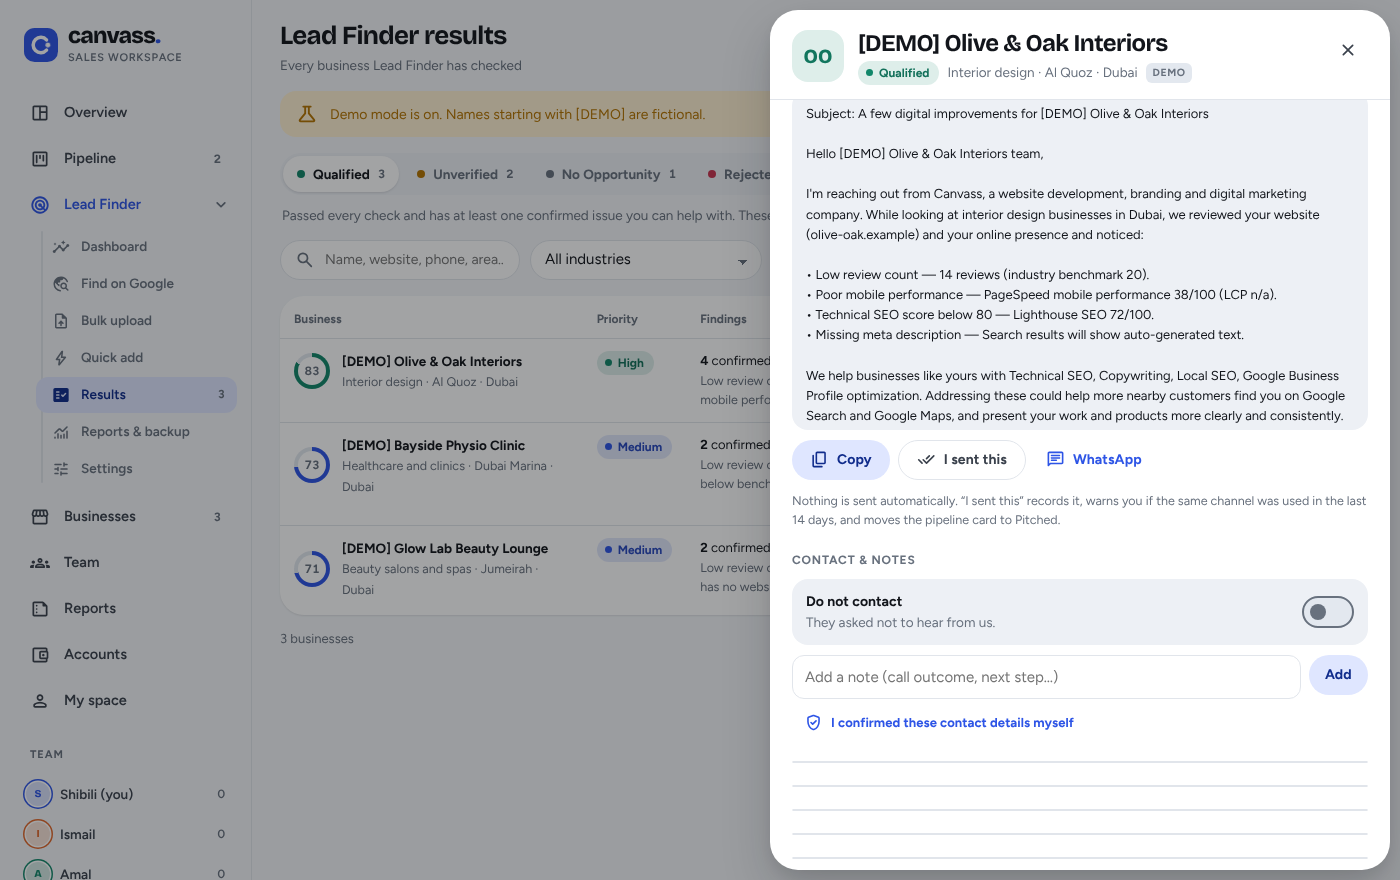 canvass.
SALES WORKSPACE
Overview
Pipeline 2
Lead Finder
Dashboard
Find on Google
Bulk upload
Quick add
Results 3
Reports & backup
Settings
Businesses 3
Team
Reports
Accounts
My space
TEAM
S Shibili (you) 0
I Ismail 0
A Amal 0
Lead Finder results
Every business Lead Finder has checked
Demo mode is on. Names starting with [DEMO] are fictional.
Qualified 3 Unverified 2 No Opportunity 1 Rejecte
Passed every check and has at least one confirmed issue you can help with. These
Name, website, phone, area.. All industries
Business Priority Findings
83 [DEMO] Olive & Oak Interiors High 4 confirmed
Interior design · Al Quoz · Dubai Low review c
mobile perfo
73 [DEMO] Bayside Physio Clinic Medium 2 confirmed
Healthcare and clinics · Dubai Marina · Low review c
Dubai below bench
71 [DEMO] Glow Lab Beauty Lounge Medium 2 confirmed
Beauty salons and spas · Jumeirah · Low review c
Dubai has no webs
3 businesses
OO [DEMO] Olive & Oak Interiors
Qualified Interior design · Al Quoz · Dubai DEMO
Subject: A few digital improvements for [DEMO] Olive & Oak Interiors
Hello [DEMO] Olive & Oak Interiors team,
I'm reaching out from Canvass, a website development, branding and digital marketing
company. While looking at interior design businesses in Dubai, we reviewed your website
(olive-oak.example) and your online presence and noticed:
• Low review count — 14 reviews (industry benchmark 20).
• Poor mobile performance — PageSpeed mobile performance 38/100 (LCP n/a).
• Technical SEO score below 80 — Lighthouse SEO 72/100.
• Missing meta description — Search results will show auto-generated text.
We help businesses like yours with Technical SEO, Copywriting, Local SEO, Google Business
Profile optimization. Addressing these could help more nearby customers find you on Google
Search and Google Maps, and present your work and products more clearly and consistently.
Copy I sent this WhatsApp
Nothing is sent automatically. “I sent this” records it, warns you if the same channel was used in the last
14 days, and moves the pipeline card to Pitched.
CONTACT & NOTES
Do not contact
They asked not to hear from us.
Add a note (call outcome, next step...) Add
I confirmed these contact details myself